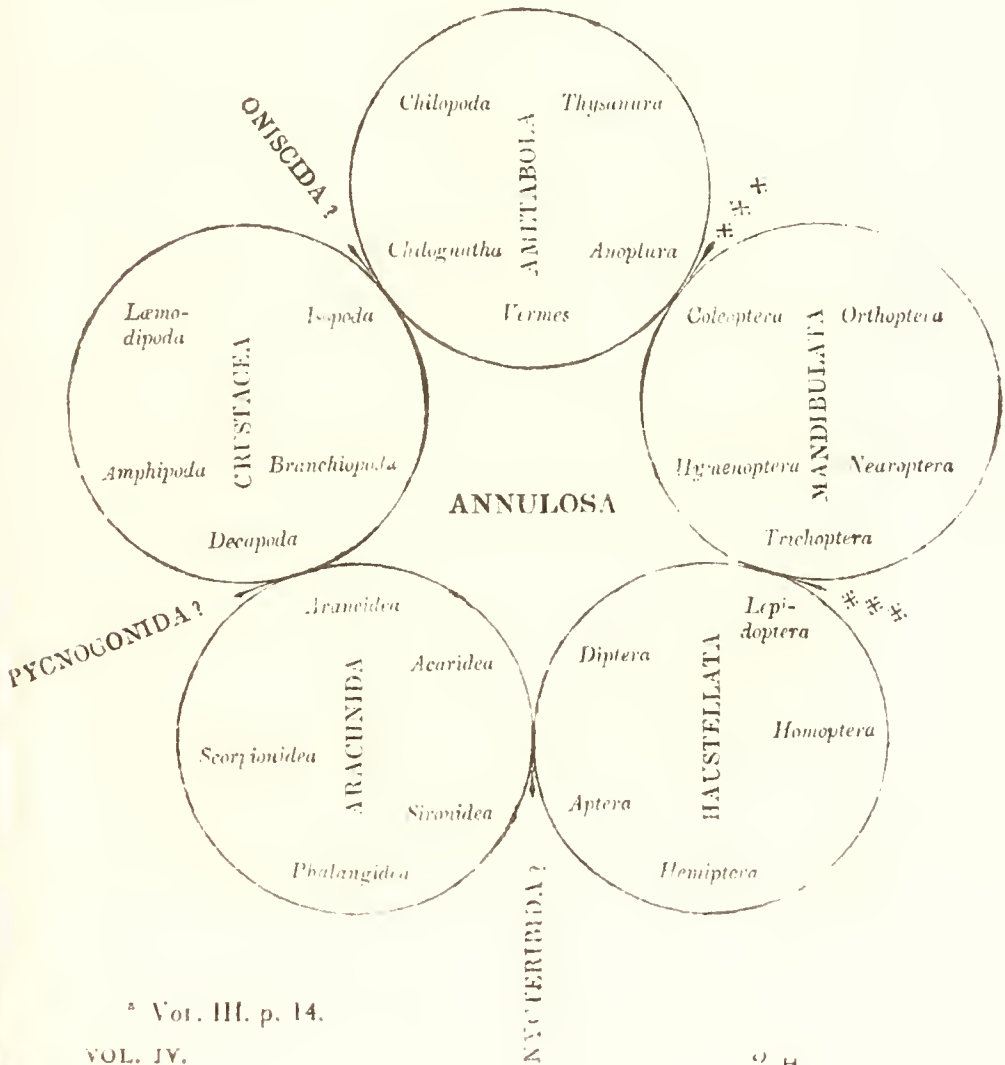 Chilopoda
Thysanura
AMETABOLA
Chilognatha
Anoplura
Vermes
ONISCIDA?
***
Læmo-
dipoda
Isopoda
CRUSTACEA
Amphipoda
Branchiopoda
Decapoda
Coleoptera
Orthoptera
MANDIBULATA
Hymenoptera
Neuroptera
Trichoptera
ANNULOSA
PYCNOGONIDA?
***
Araneidea
Acaridea
ARACHNIDA
Scorpionidea
Sironidea
Phalangidea
Lepi-
doptera
Diptera
HAUSTELLATA
Homoptera
Aptera
Hemiptera
NYCTERIBIDA?
a Vol. III. p. 14.
VOL. IV.